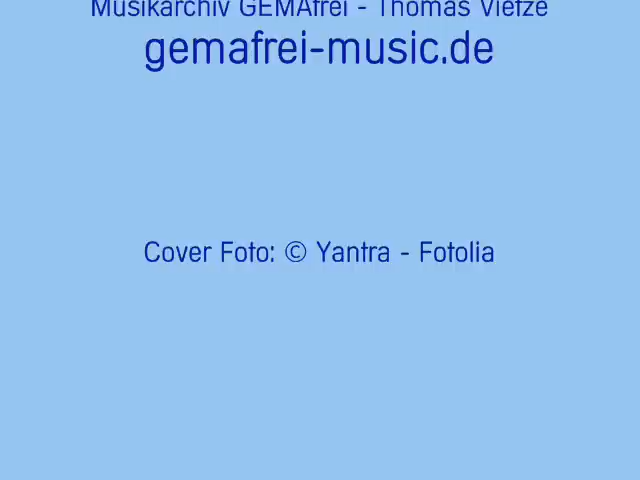 Musikarchiv GEMAfrei - Thomas Vietze
gemafrei-music.de
Cover Foto: © Yantra - Fotolia